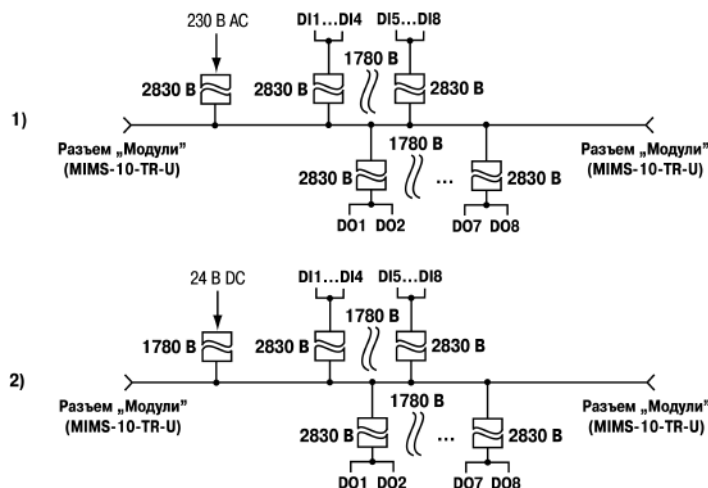 230 В AC
DI1...DI4 DI5...DI8
1780 В
2830 В 2830 В 2830 В
1)
Разъем „Модули” Разъем „Модули”
(MIMS-10-TR-U) (MIMS-10-TR-U)
1780 В
2830 В ... 2830 В
DO1 DO2 DO7 DO8
24 В DC
DI1...DI4 DI5...DI8
1780 В
1780 В 2830 В 2830 В
2)
Разъем „Модули” Разъем „Модули”
(MIMS-10-TR-U) (MIMS-10-TR-U)
1780 В
2830 В ... 2830 В
DO1 DO2 DO7 DO8